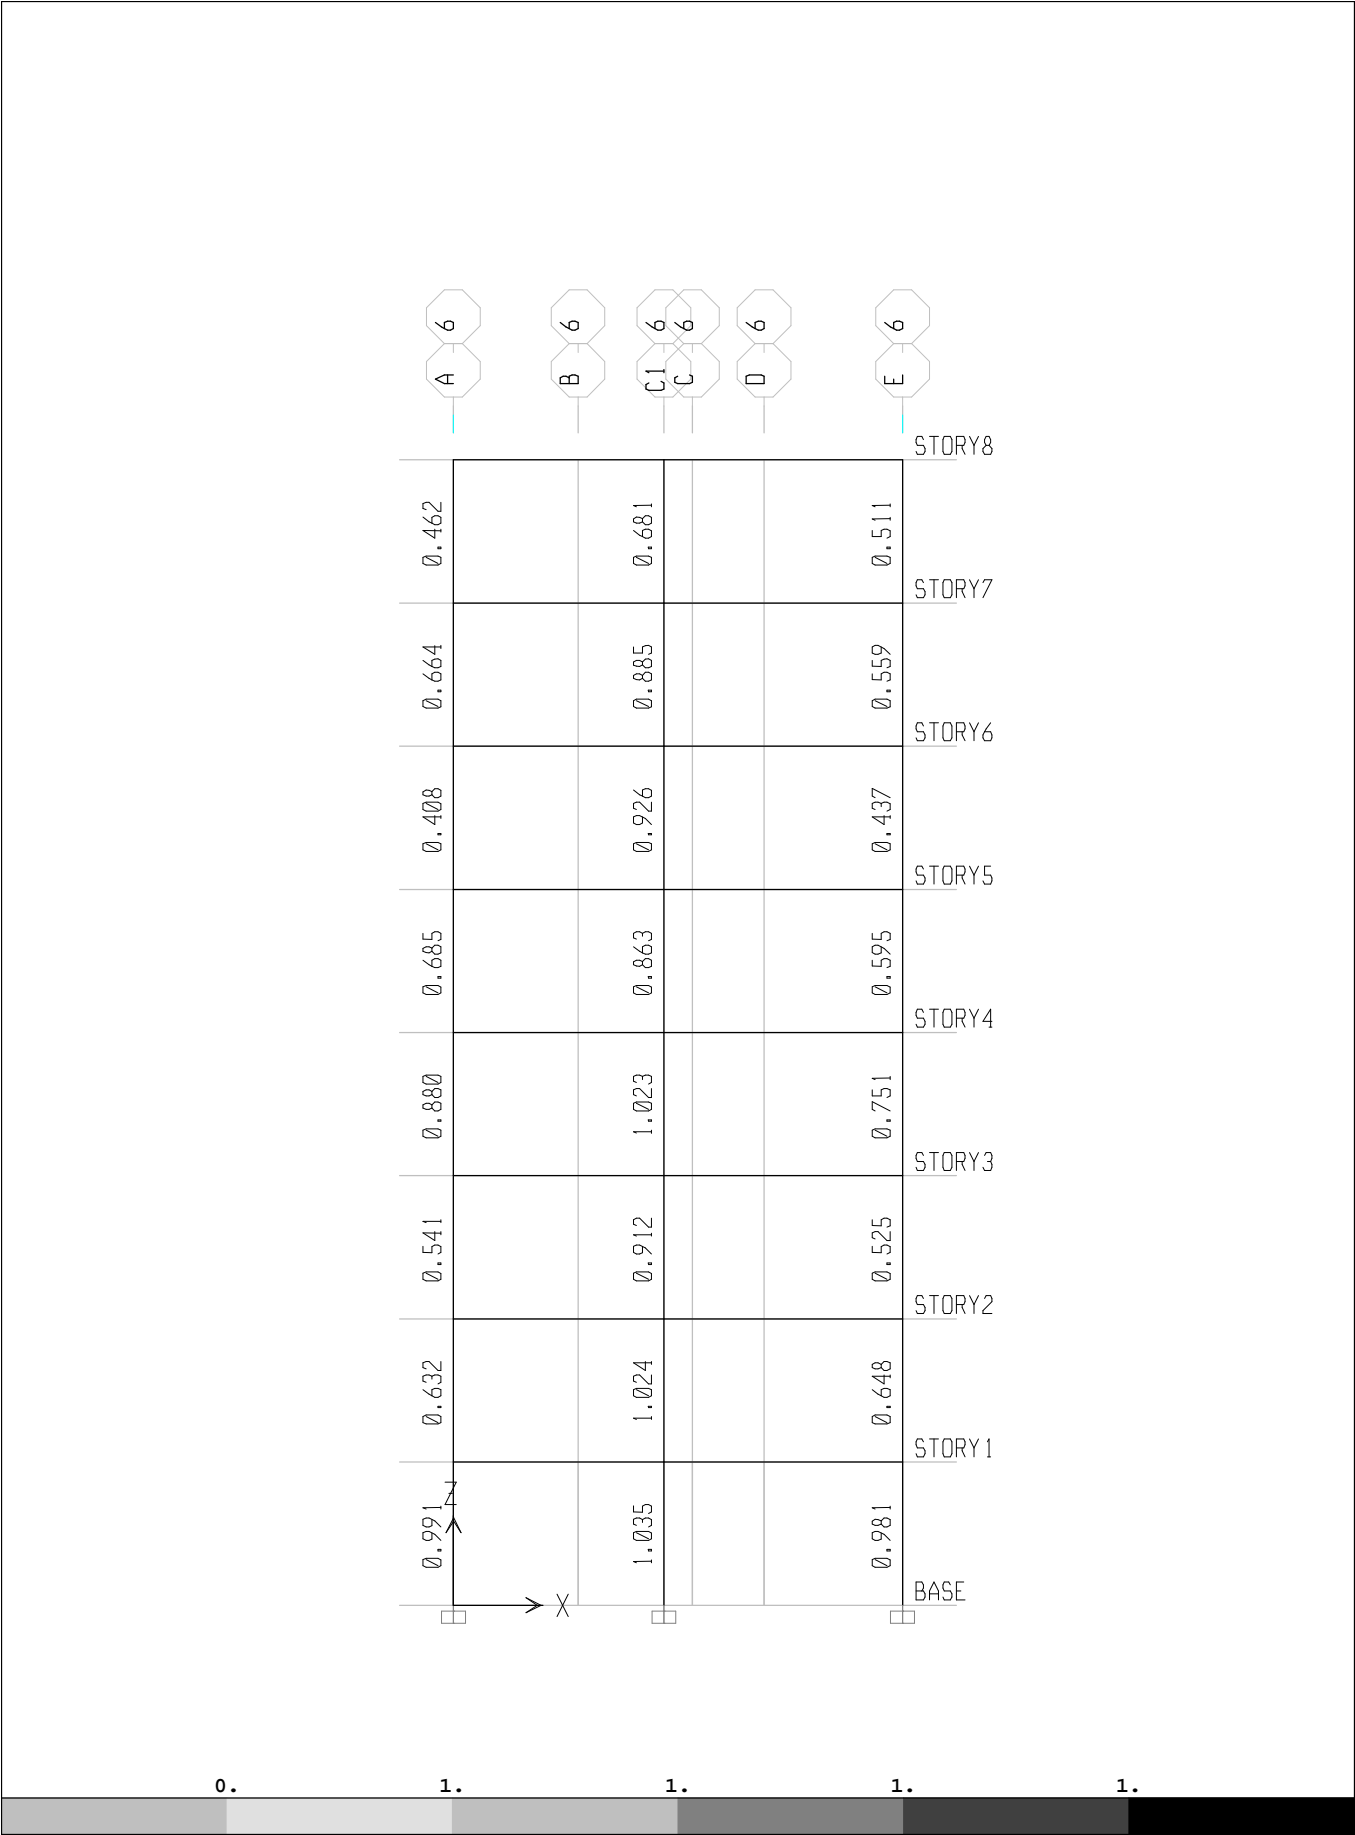 6 6 6 6 6 6
A B C1 C D E
STORY8
0.462 0.681 0.511
STORY7
0.664 0.885 0.559
STORY6
0.408 0.926 0.437
STORY5
0.685 0.863 0.595
STORY4
0.880 1.023 0.751
STORY3
0.541 0.912 0.525
STORY2
0.632 1.024 0.648
STORY1
Z
0.991 1.035 0.981
BASE
X
0. 1. 1. 1. 1.